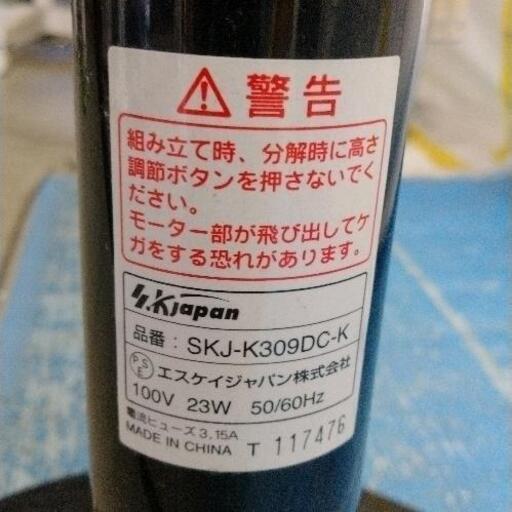 警告
組み立て時、分解時に高さ
調節ボタンを押さないでく
ださい。
モーター部が飛び出してケ
ガをする恐れがあります。
S.KJapan
品番： SKJ-K309DC-K
PSE エスケイジャパン株式会社
100V 23W 50/60Hz
電流ヒューズ3.15A
MADE IN CHINA T 117476